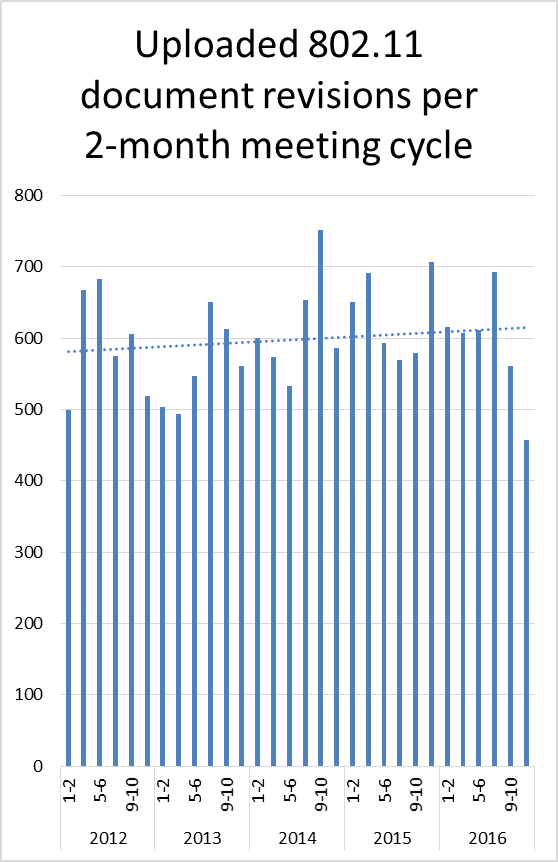 Uploaded 802.11
document revisions per
2-month meeting cycle
800
700
600
500
400
300
200
100
0
1-2 5-6 9-10 1-2 5-6 9-10 1-2 5-6 9-10 1-2 5-6 9-10 1-2 5-6 9-10
2012 2013 2014 2015 2016